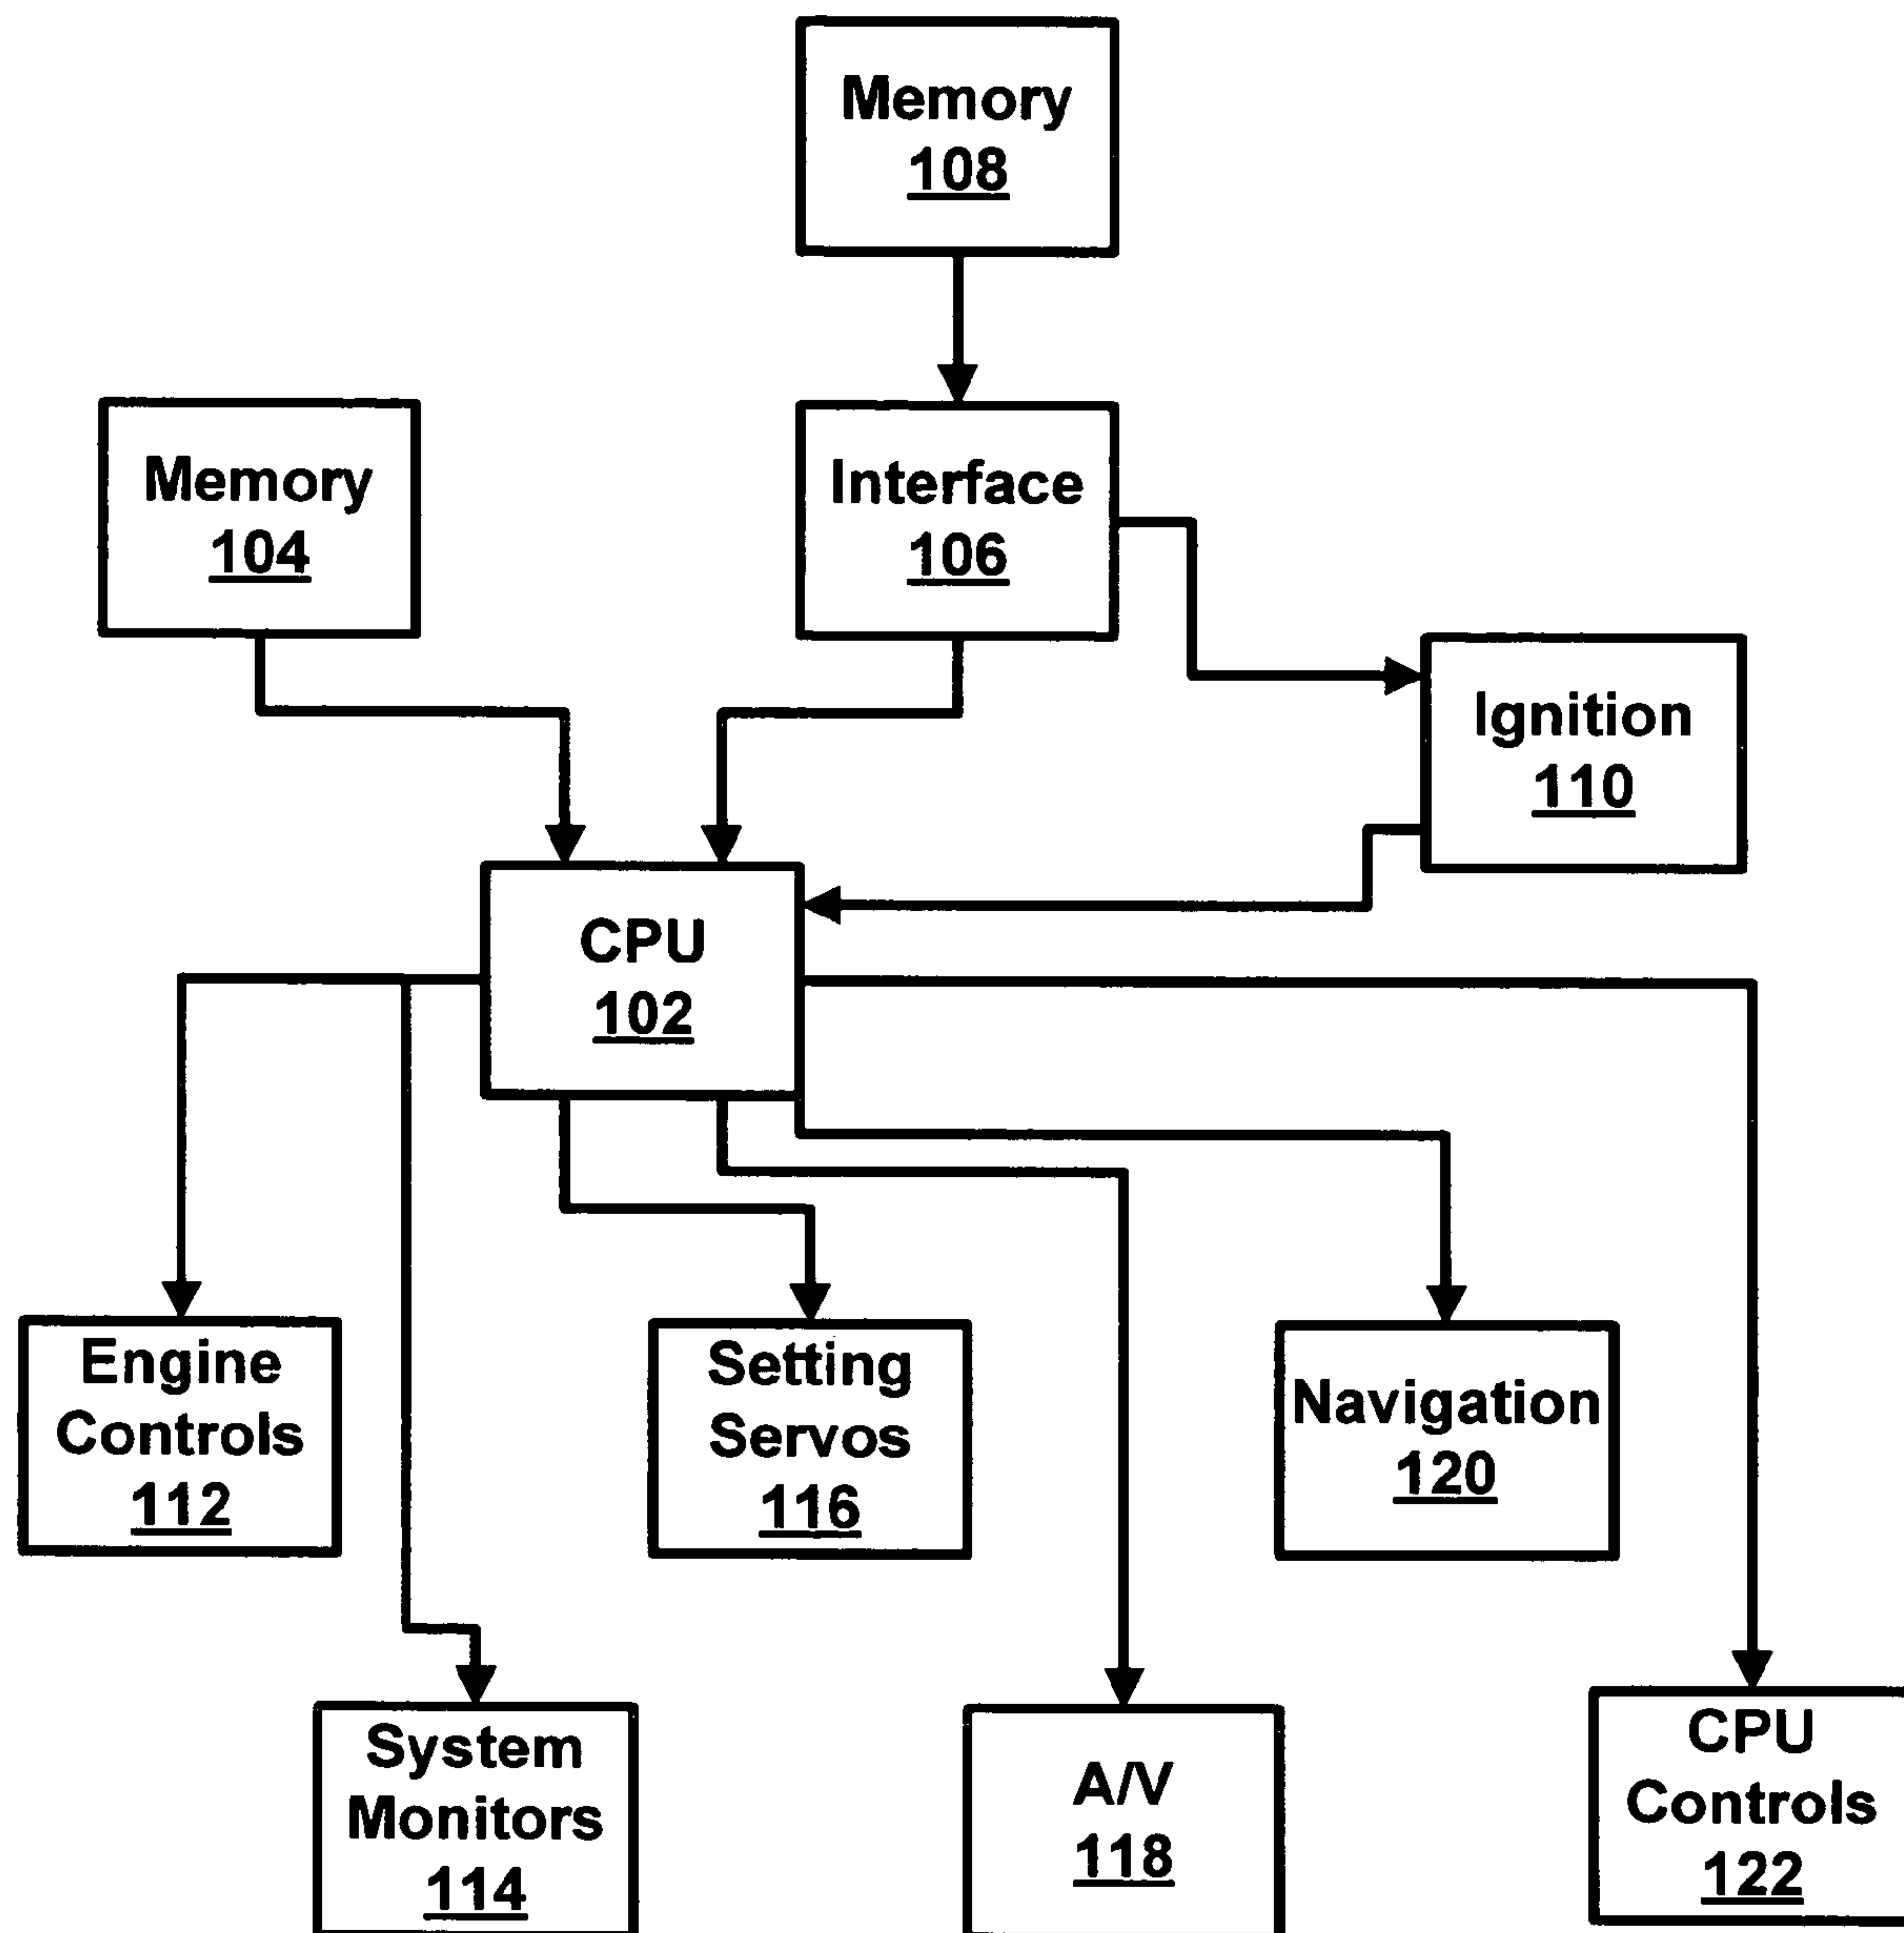 Memory
108
Memory
104
Interface
106
Ignition
110
CPU
102
Engine
Controls
112
Setting
Servos
116
Navigation
120
System
Monitors
114
A/V
118
CPU
Controls
122